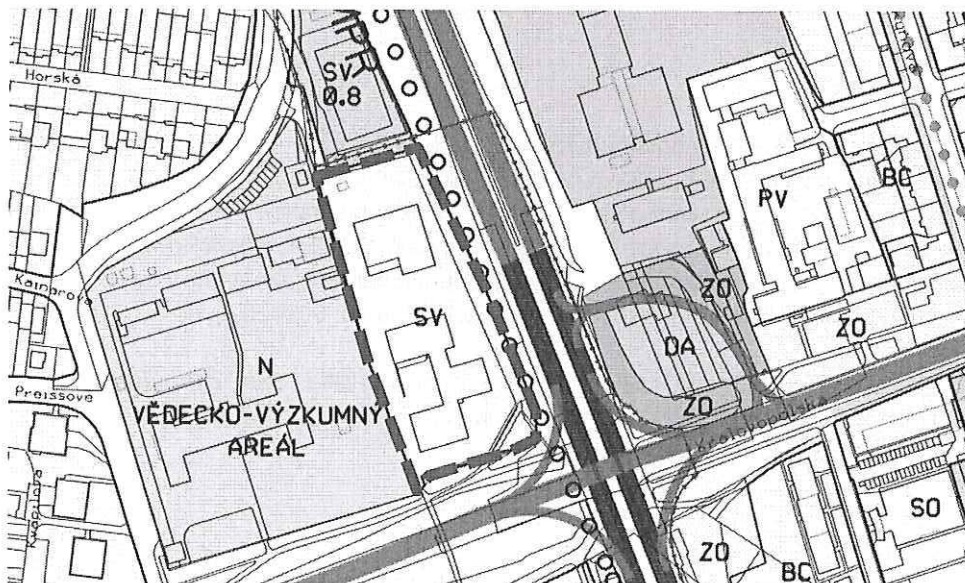 Horská
SV
0.8
BC
PV
Kainarova
ZO
SV
ZO
DA
N
Preissova
ZO
VĚDECKO-VÝZKUMNÝ
AREÁL
Královopolská
SO
ZO
BC